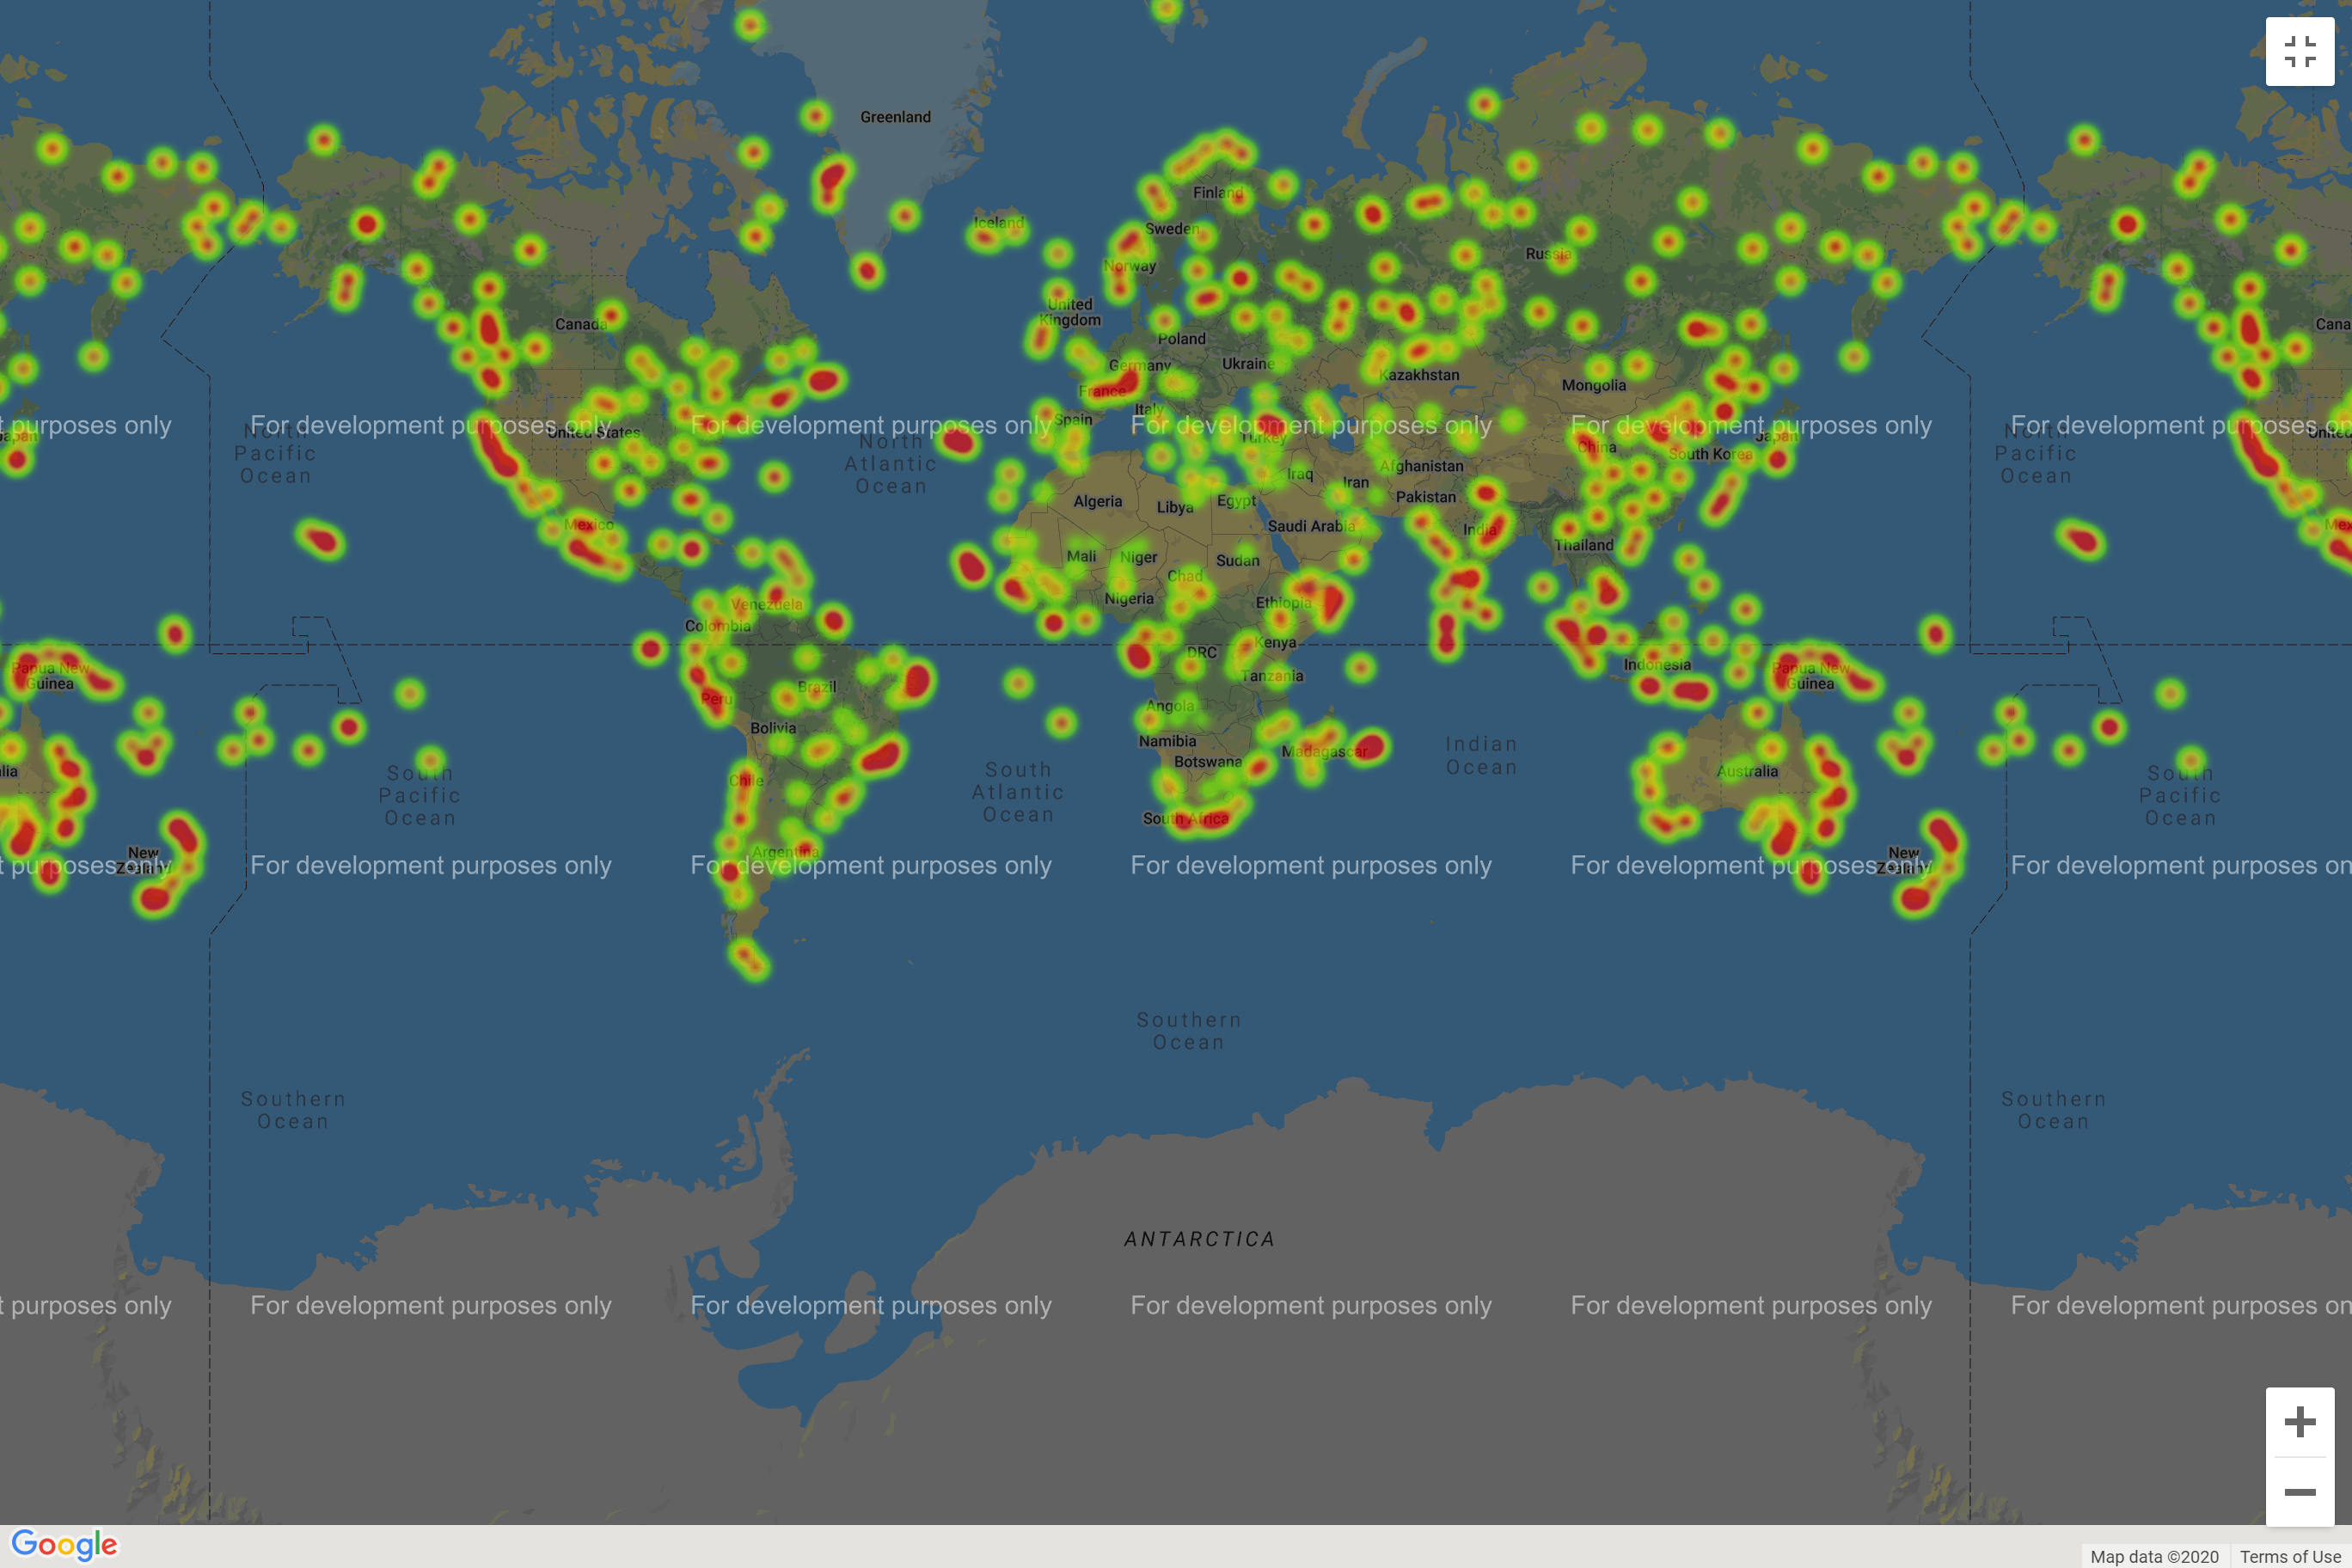 Greenland
Finland
Iceland
Sweden
Russia
Norway
United
Kingdom
Canada
Canada
Poland
Germany
Ukraine
Kazakhstan
Mongolia
France
Italy
Spain
t purposes only
For development purposes only
For development purposes only
For development purposes only
For development purposes only
For development purposes on
Japan
North
Pacific
Ocean
United States
North
Atlantic
Ocean
Turkey
China
Japan
South Korea
North
Pacific
Ocean
Afghanistan
Iraq
Iran
Pakistan
Algeria
Libya
Egypt
Mexico
Saudi Arabia
India
Thailand
Mali
Niger
Sudan
Chad
Nigeria
Ethiopia
Venezuela
Colombia
Kenya
DRC
Indonesia
Papua New
Guinea
Papua New
Guinea
Tanzania
Brazil
Peru
Angola
Bolivia
Namibia
Madagascar
Botswana
Indian
Ocean
lia
South
Pacific
Ocean
Chile
South
Atlantic
Ocean
Australia
South
Pacific
Ocean
South Africa
Argentina
New
Zealand
New
Zealand
t purposes only
For development purposes only
For development purposes only
For development purposes only
For development purposes only
For development purposes on
Southern
Ocean
Southern
Ocean
Southern
Ocean
ANTARCTICA
t purposes only
For development purposes only
For development purposes only
For development purposes only
For development purposes only
For development purposes on
Google
Map data ©2020
Terms of Use